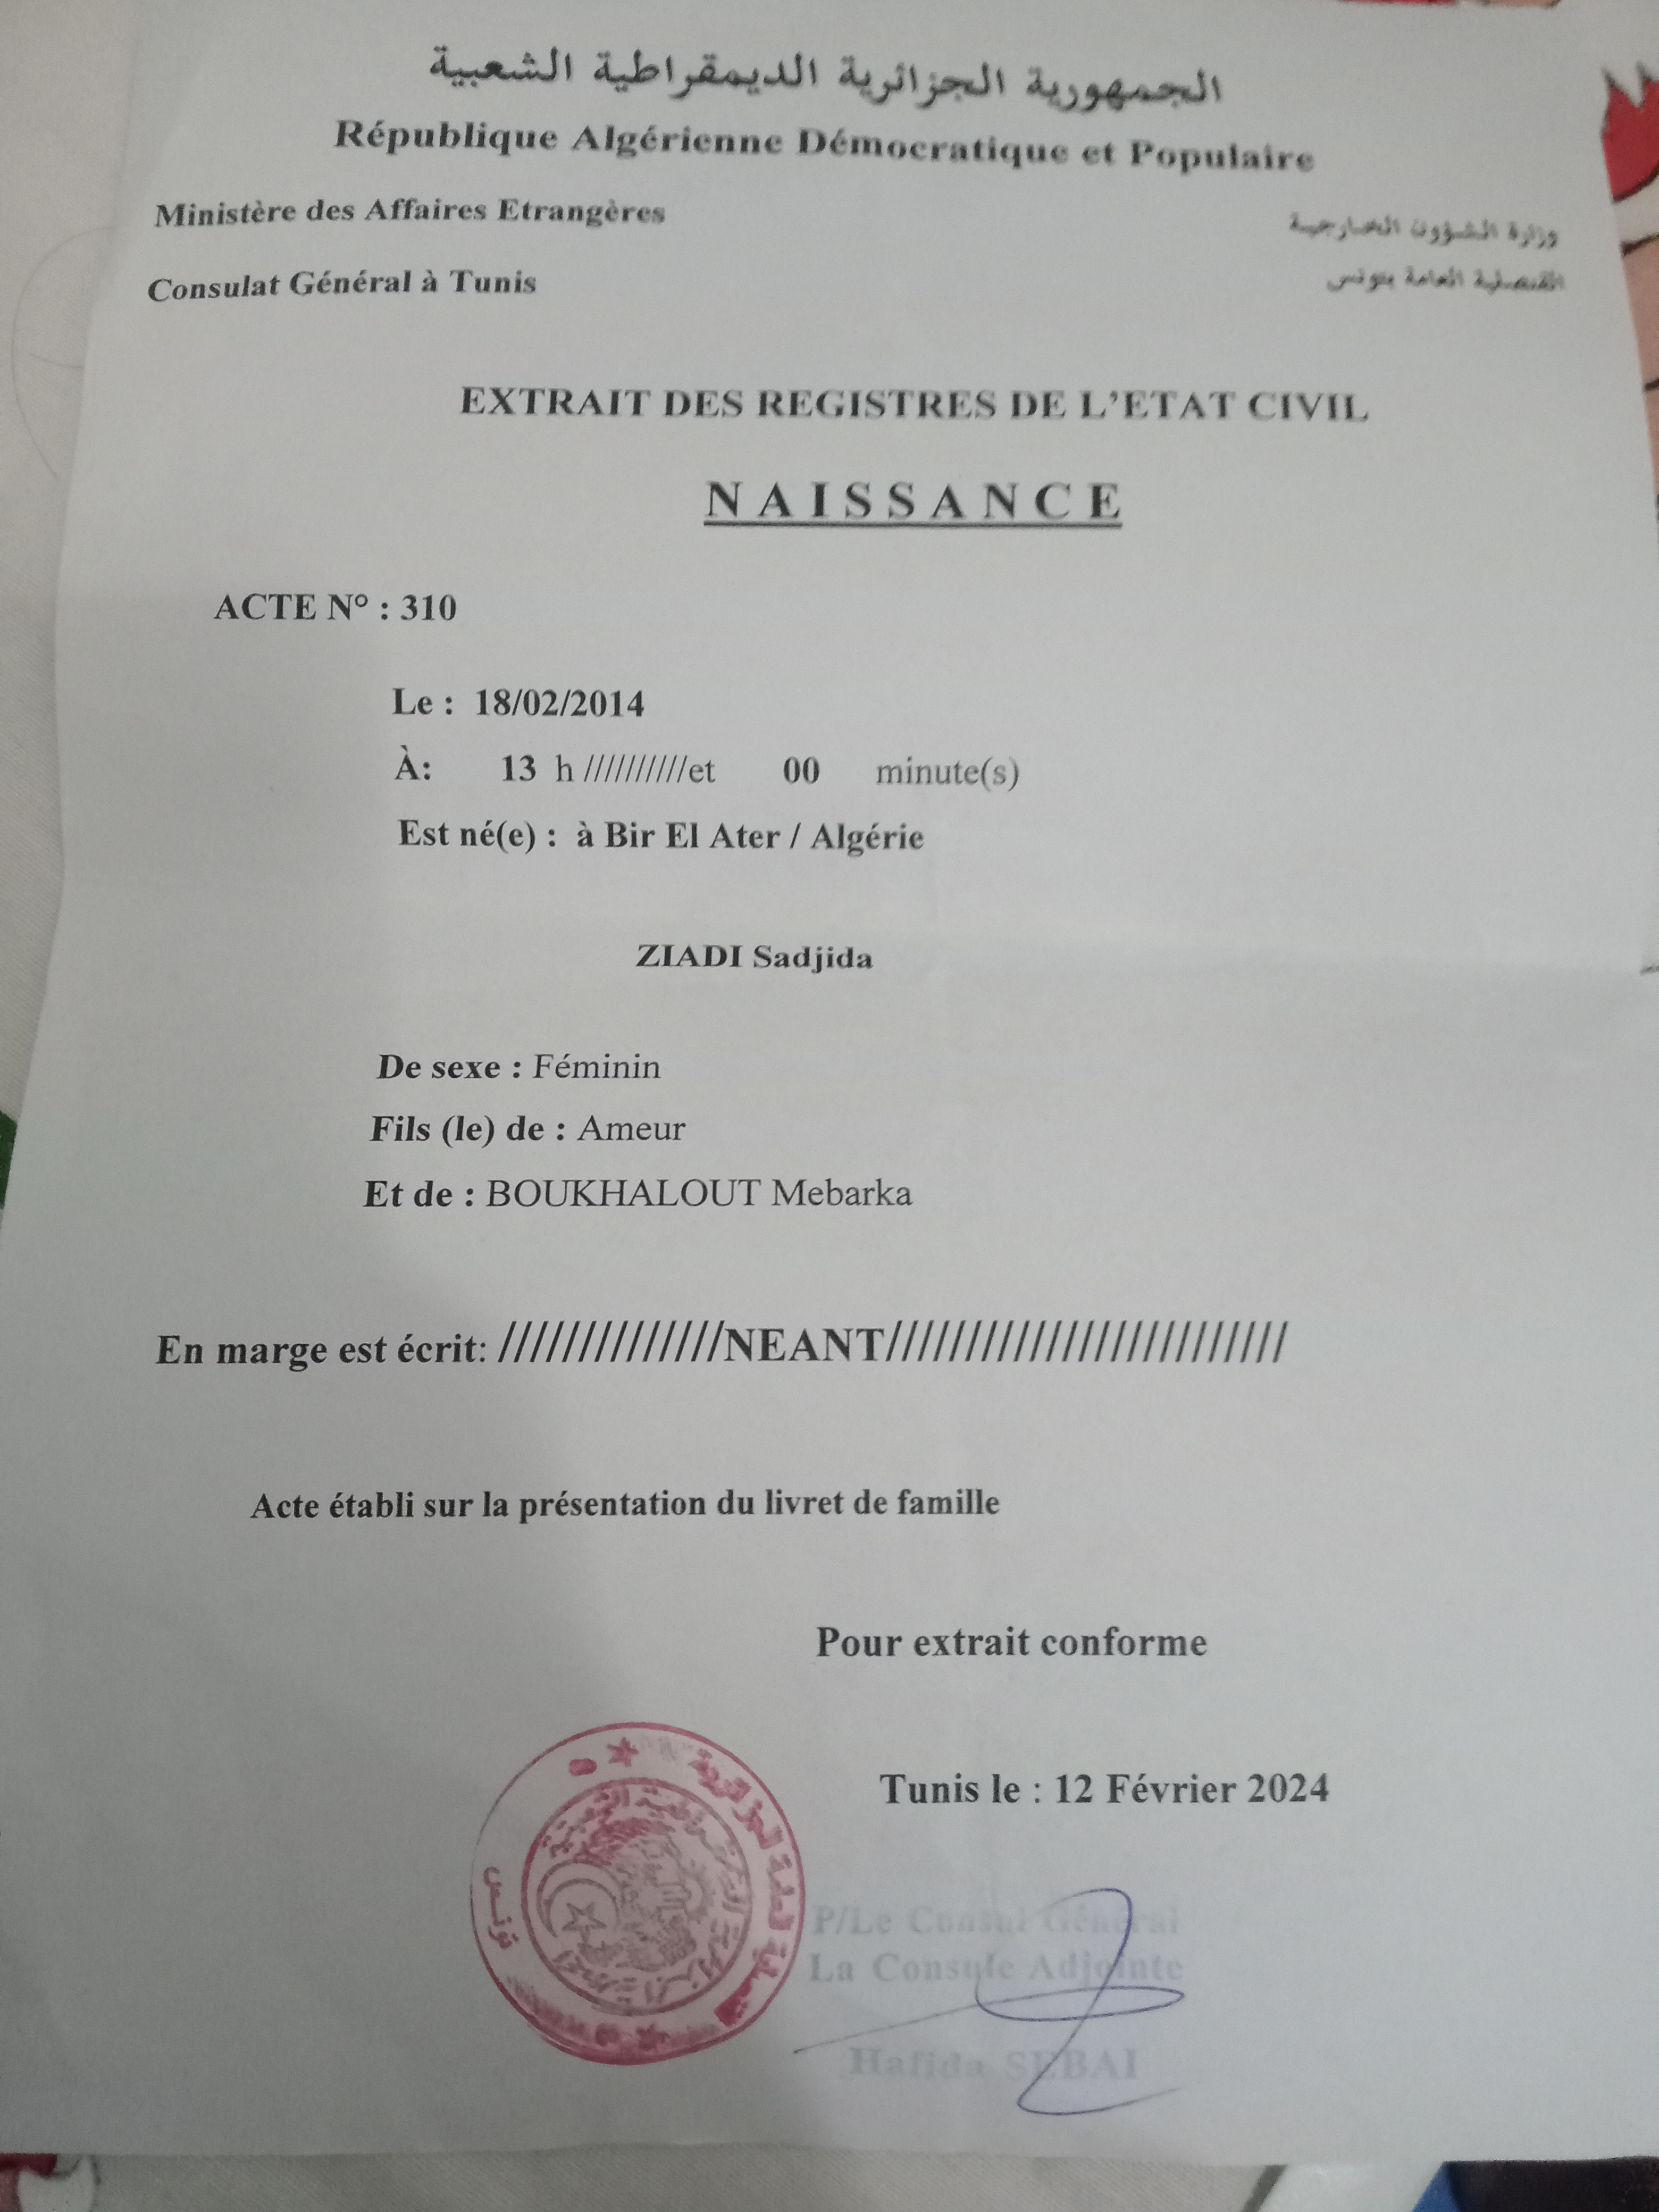 الجمهورية الجزائرية الديمقراطية الشعبية
République Algérienne Démocratique et Populaire
Ministère des Affaires Etrangères
وزارة الشؤون الخارجية
Consulat Général à Tunis
القنصلية العامة بتونس
EXTRAIT DES REGISTRES DE L’ETAT CIVIL
NAISSANCE
ACTE N° : 310
Le : 18/02/2014
À: 13 h //////////et 00 minute(s)
Est né(e) : à Bir El Ater / Algérie
ZIADI Sadjida
De sexe : Féminin
Fils (le) de : Ameur
Et de : BOUKHALOUT Mebarka
En marge est écrit: //////////////NEANT/////////////////////////
Acte établi sur la présentation du livret de famille
Pour extrait conforme
Tunis le : 12 Février 2024
P/Le Consul Général
La Consule Adjointe
Hafida SEBAI
تونس